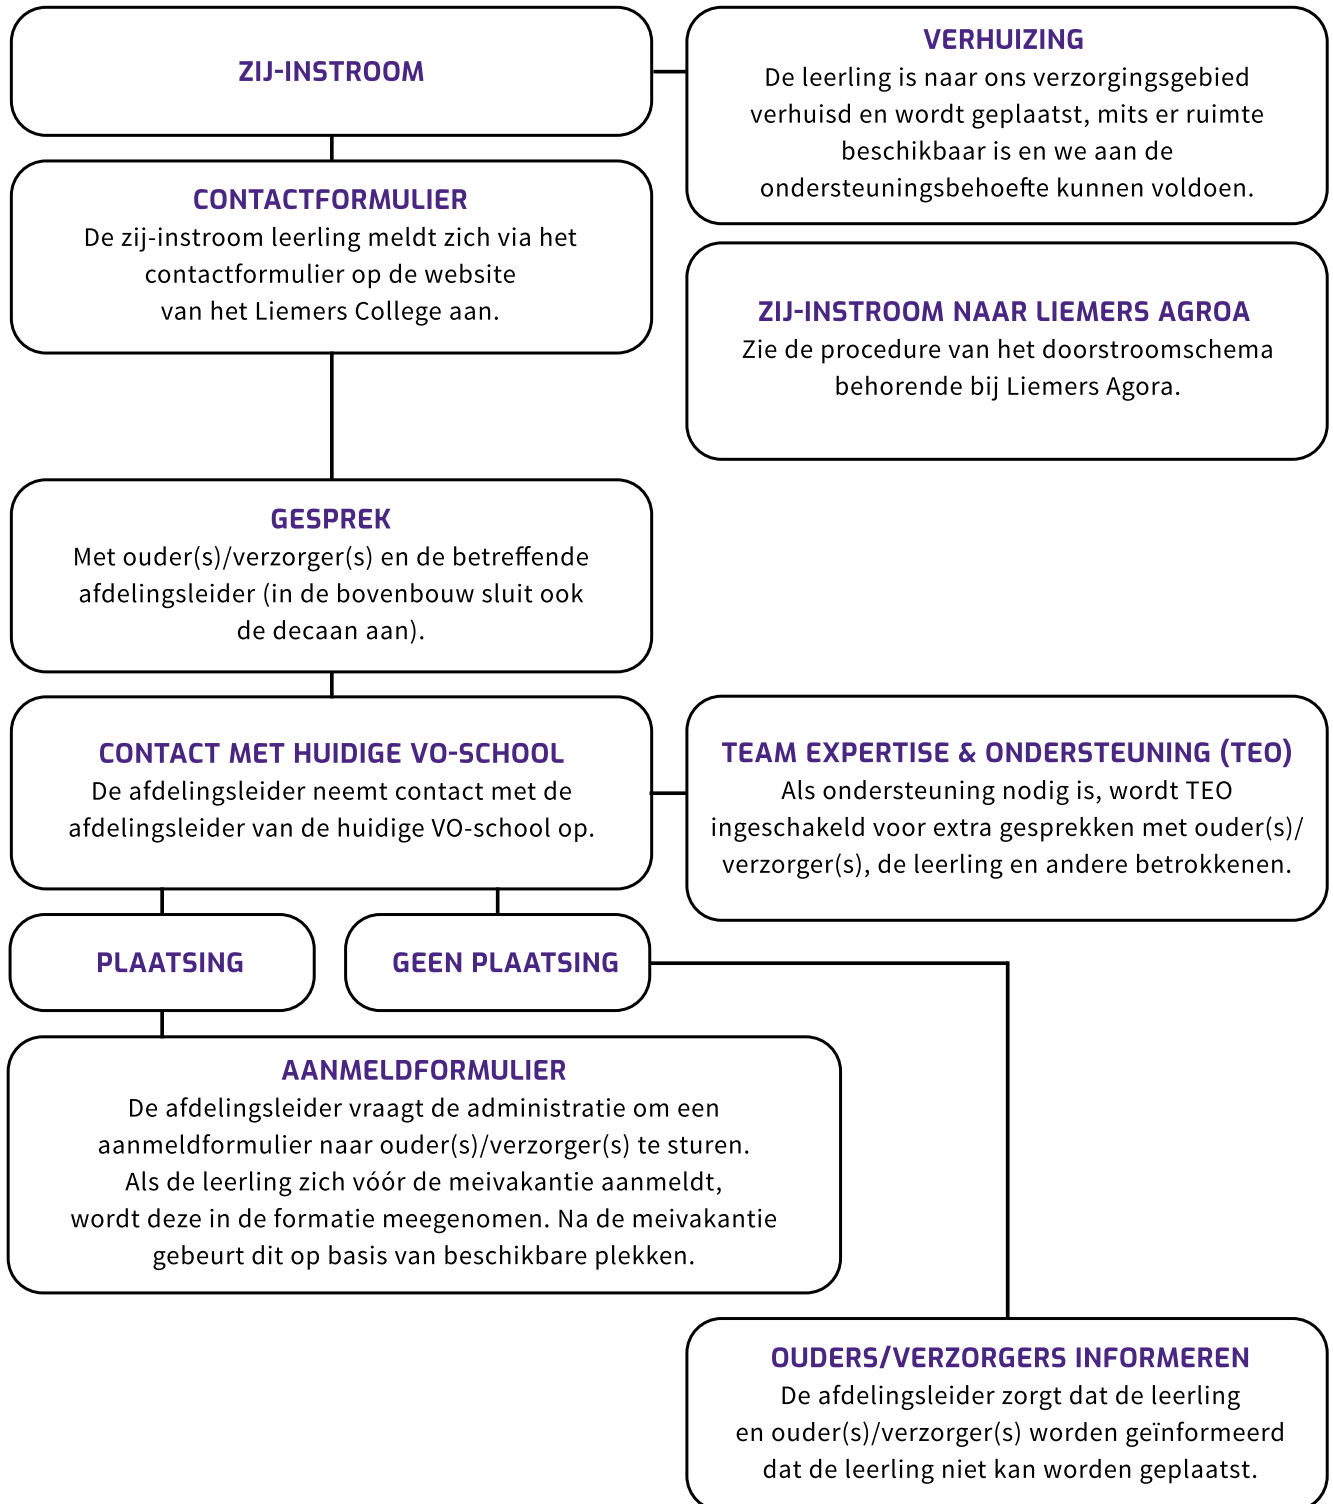 ZIJ-INSTROOM
VERHUIZING
De leerling is naar ons verzorgingsgebied
verhuisd en wordt geplaatst, mits er ruimte
beschikbaar is en we aan de
ondersteuningsbehoefte kunnen voldoen.
CONTACTFORMULIER
De zij-instroom leerling meldt zich via het
contactformulier op de website
van het Liemers College aan.
ZIJ-INSTROOM NAAR LIEMERS AGROA
Zie de procedure van het doorstroomschema
behorende bij Liemers Agora.
GESPREK
Met ouder(s)/verzorger(s) en de betreffende
afdelingsleider (in de bovenbouw sluit ook
de decaan aan).
CONTACT MET HUIDIGE VO-SCHOOL
De afdelingsleider neemt contact met de
afdelingsleider van de huidige VO-school op.
TEAM EXPERTISE & ONDERSTEUNING (TEO)
Als ondersteuning nodig is, wordt TEO
ingeschakeld voor extra gesprekken met ouder(s)/
verzorger(s), de leerling en andere betrokkenen.
PLAATSING
GEEN PLAATSING
AANMELDFORMULIER
De afdelingsleider vraagt de administratie om een
aanmeldformulier naar ouder(s)/verzorger(s) te sturen.
Als de leerling zich vóór de meivakantie aanmeldt,
wordt deze in de formatie meegenomen. Na de meivakantie
gebeurt dit op basis van beschikbare plekken.
OUDERS/VERZORGERS INFORMEREN
De afdelingsleider zorgt dat de leerling
en ouder(s)/verzorger(s) worden geïnformeerd
dat de leerling niet kan worden geplaatst.